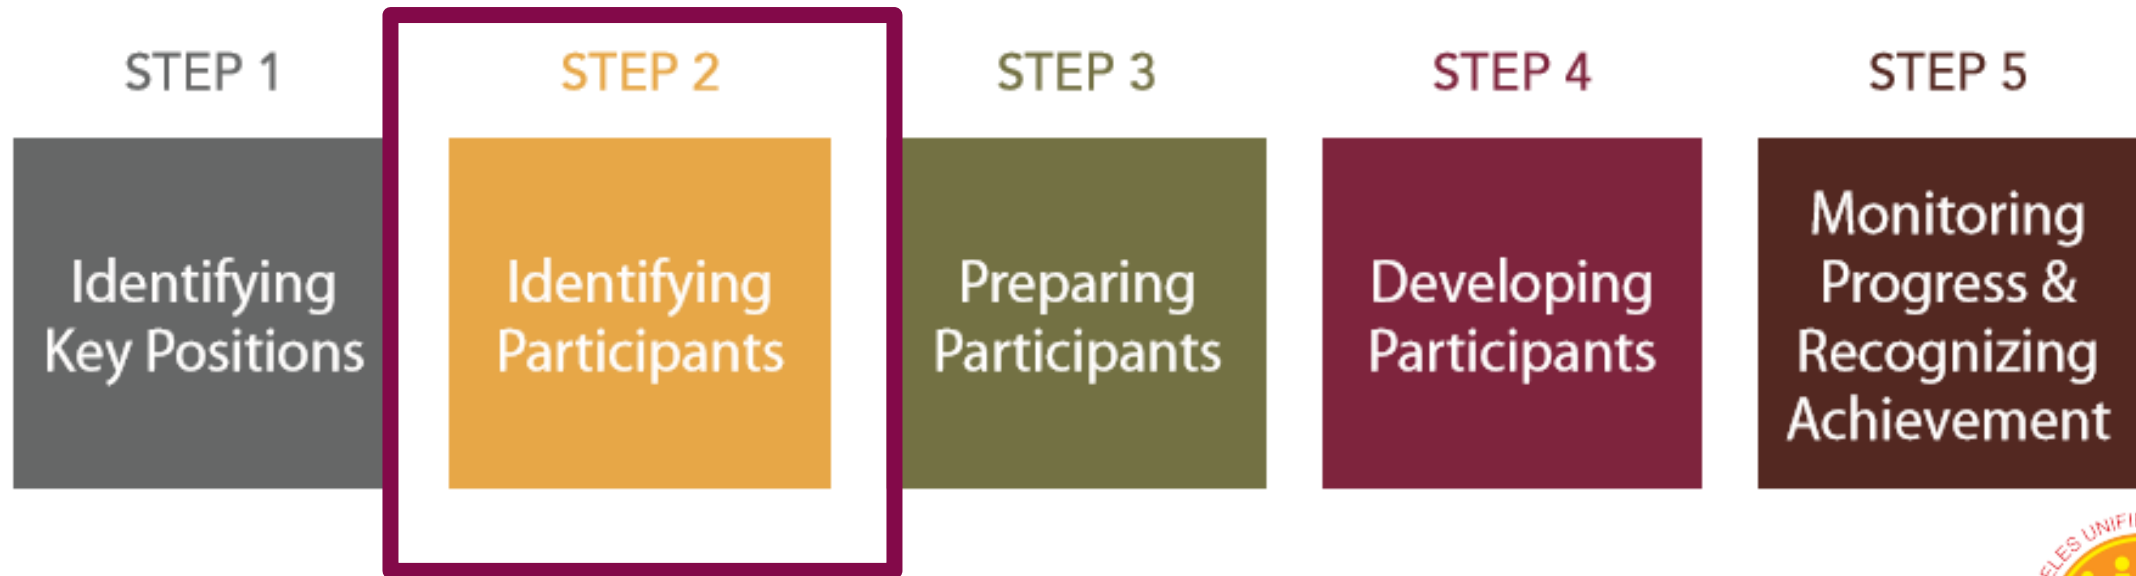 STEP 1
Identifying
Key Positions
STEP 2
Identifying
Participants
STEP 3
Preparing
Participants
STEP 4
Developing
Participants
STEP 5
Monitoring
Progress &
Recognizing
Achievement